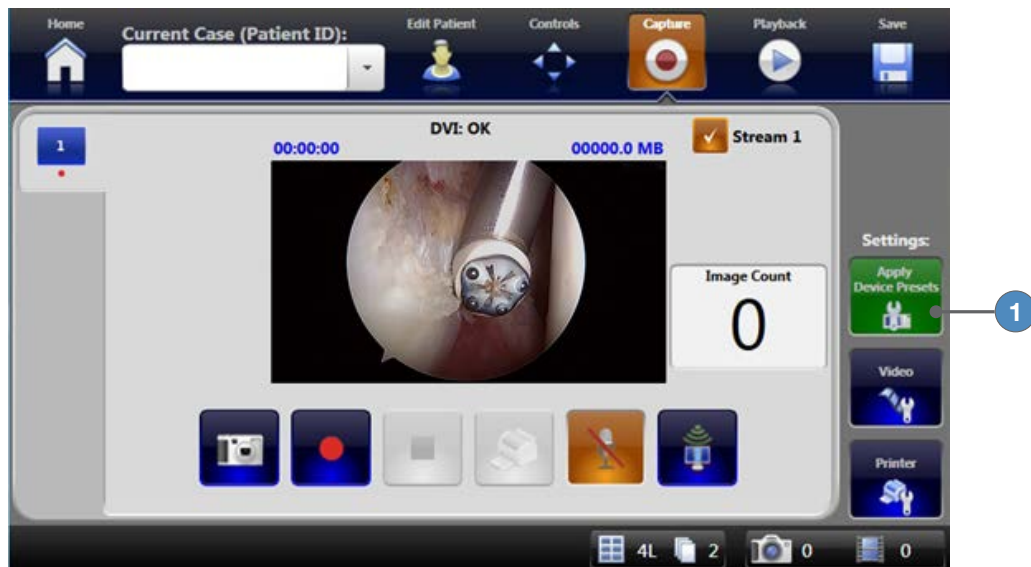 Home
Current Case (Patient ID):
Edit Patient
Controls
Capture
Playback
Save
1
DVI: OK
00:00:00
00000.0 MB
Stream 1
Image Count
0
Settings:
Apply
Device Presets
1
Video
Printer
4L
2
0
0